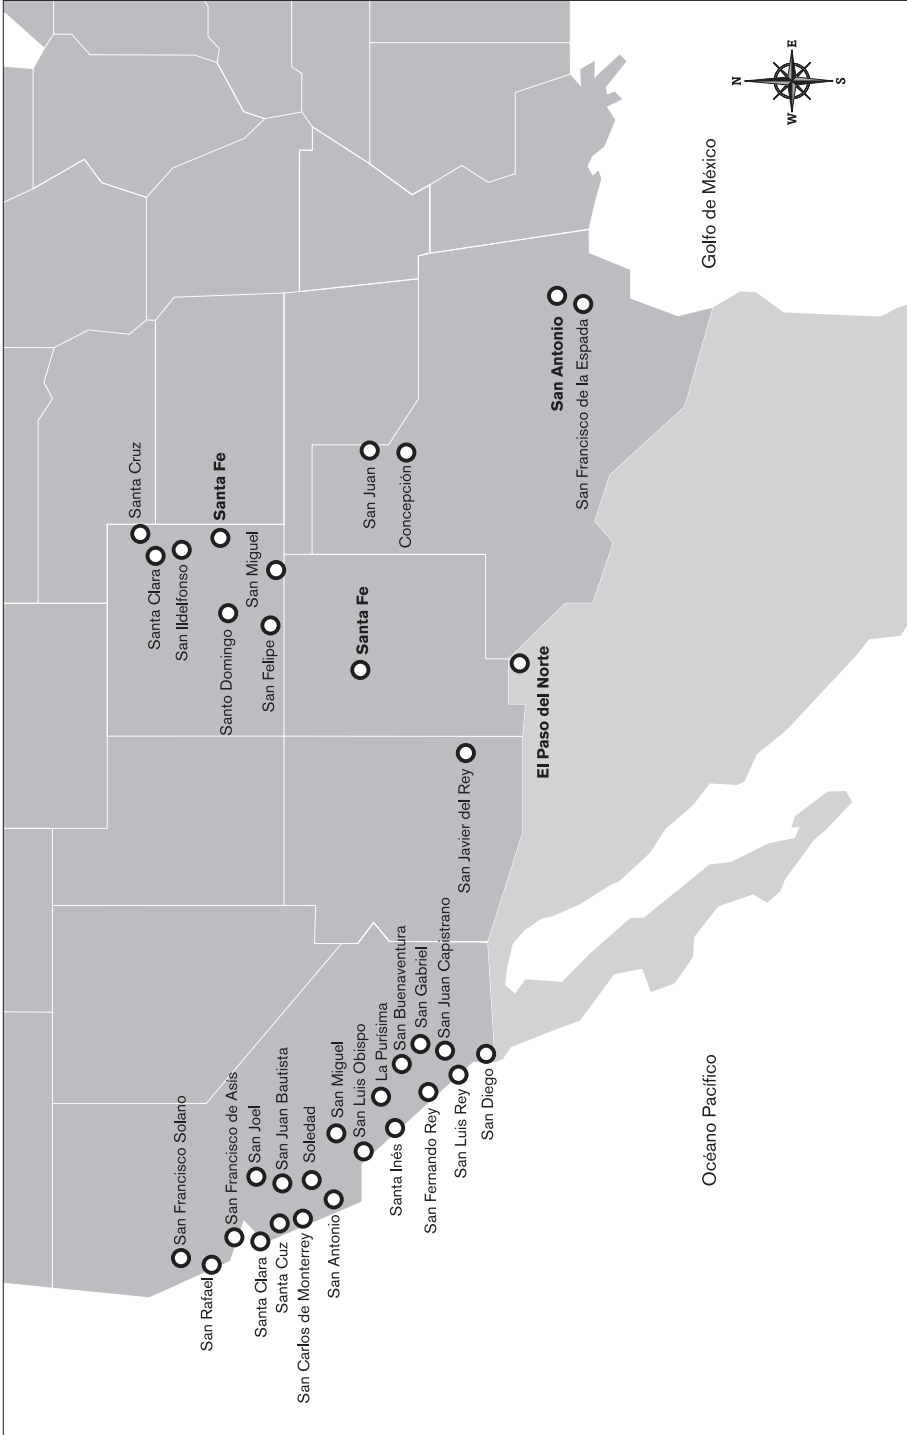 N
E
S
W
Golfo de México
Océano Pacífico
San Francisco Solano
San Rafael
San Francisco de Asís
San Joel
Santa Clara
San Juan Bautista
Santa Cuz
Soledad
San Carlos de Monterrey
San Antonio
San Miguel
San Luis Obispo
La Purísima
Santa Inés
San Buenaventura
San Gabriel
San Fernando Rey
San Juan Capistrano
San Luis Rey
San Diego
San Javier del Rey
El Paso del Norte
Santa Fe
Santa Cruz
Santa Clara
San Ildelfonso
Santa Fe
Santo Domingo
San Miguel
San Felipe
San Juan
Concepción
San Antonio
San Francisco de la Espada